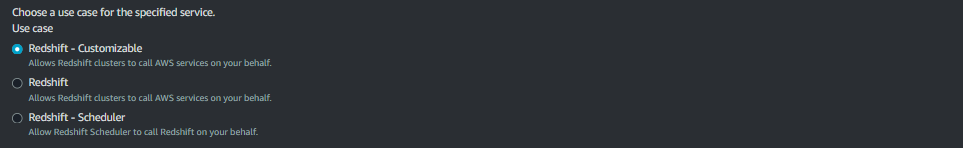 Choose a use case for the specified service.
Use case
Redshift - Customizable
Allows Redshift clusters to call AWS services on your behalf.
Redshift
Allows Redshift clusters to call AWS services on your behalf.
Redshift - Scheduler
Allow Redshift Scheduler to call Redshift on your behalf.